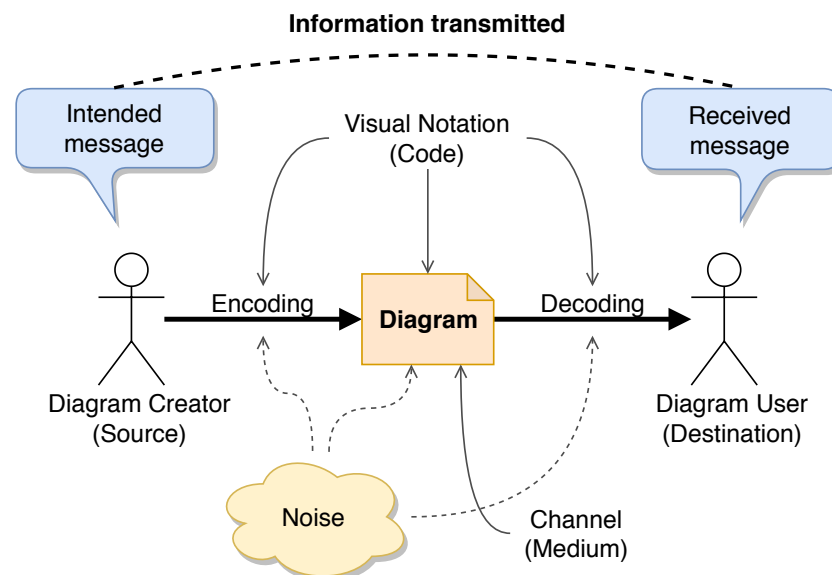 Information transmitted
Intended
message
Visual Notation
(Code)
Received
message
Encoding
Diagram
Decoding
Diagram Creator
(Source)
Diagram User
(Destination)
Noise
Channel
(Medium)